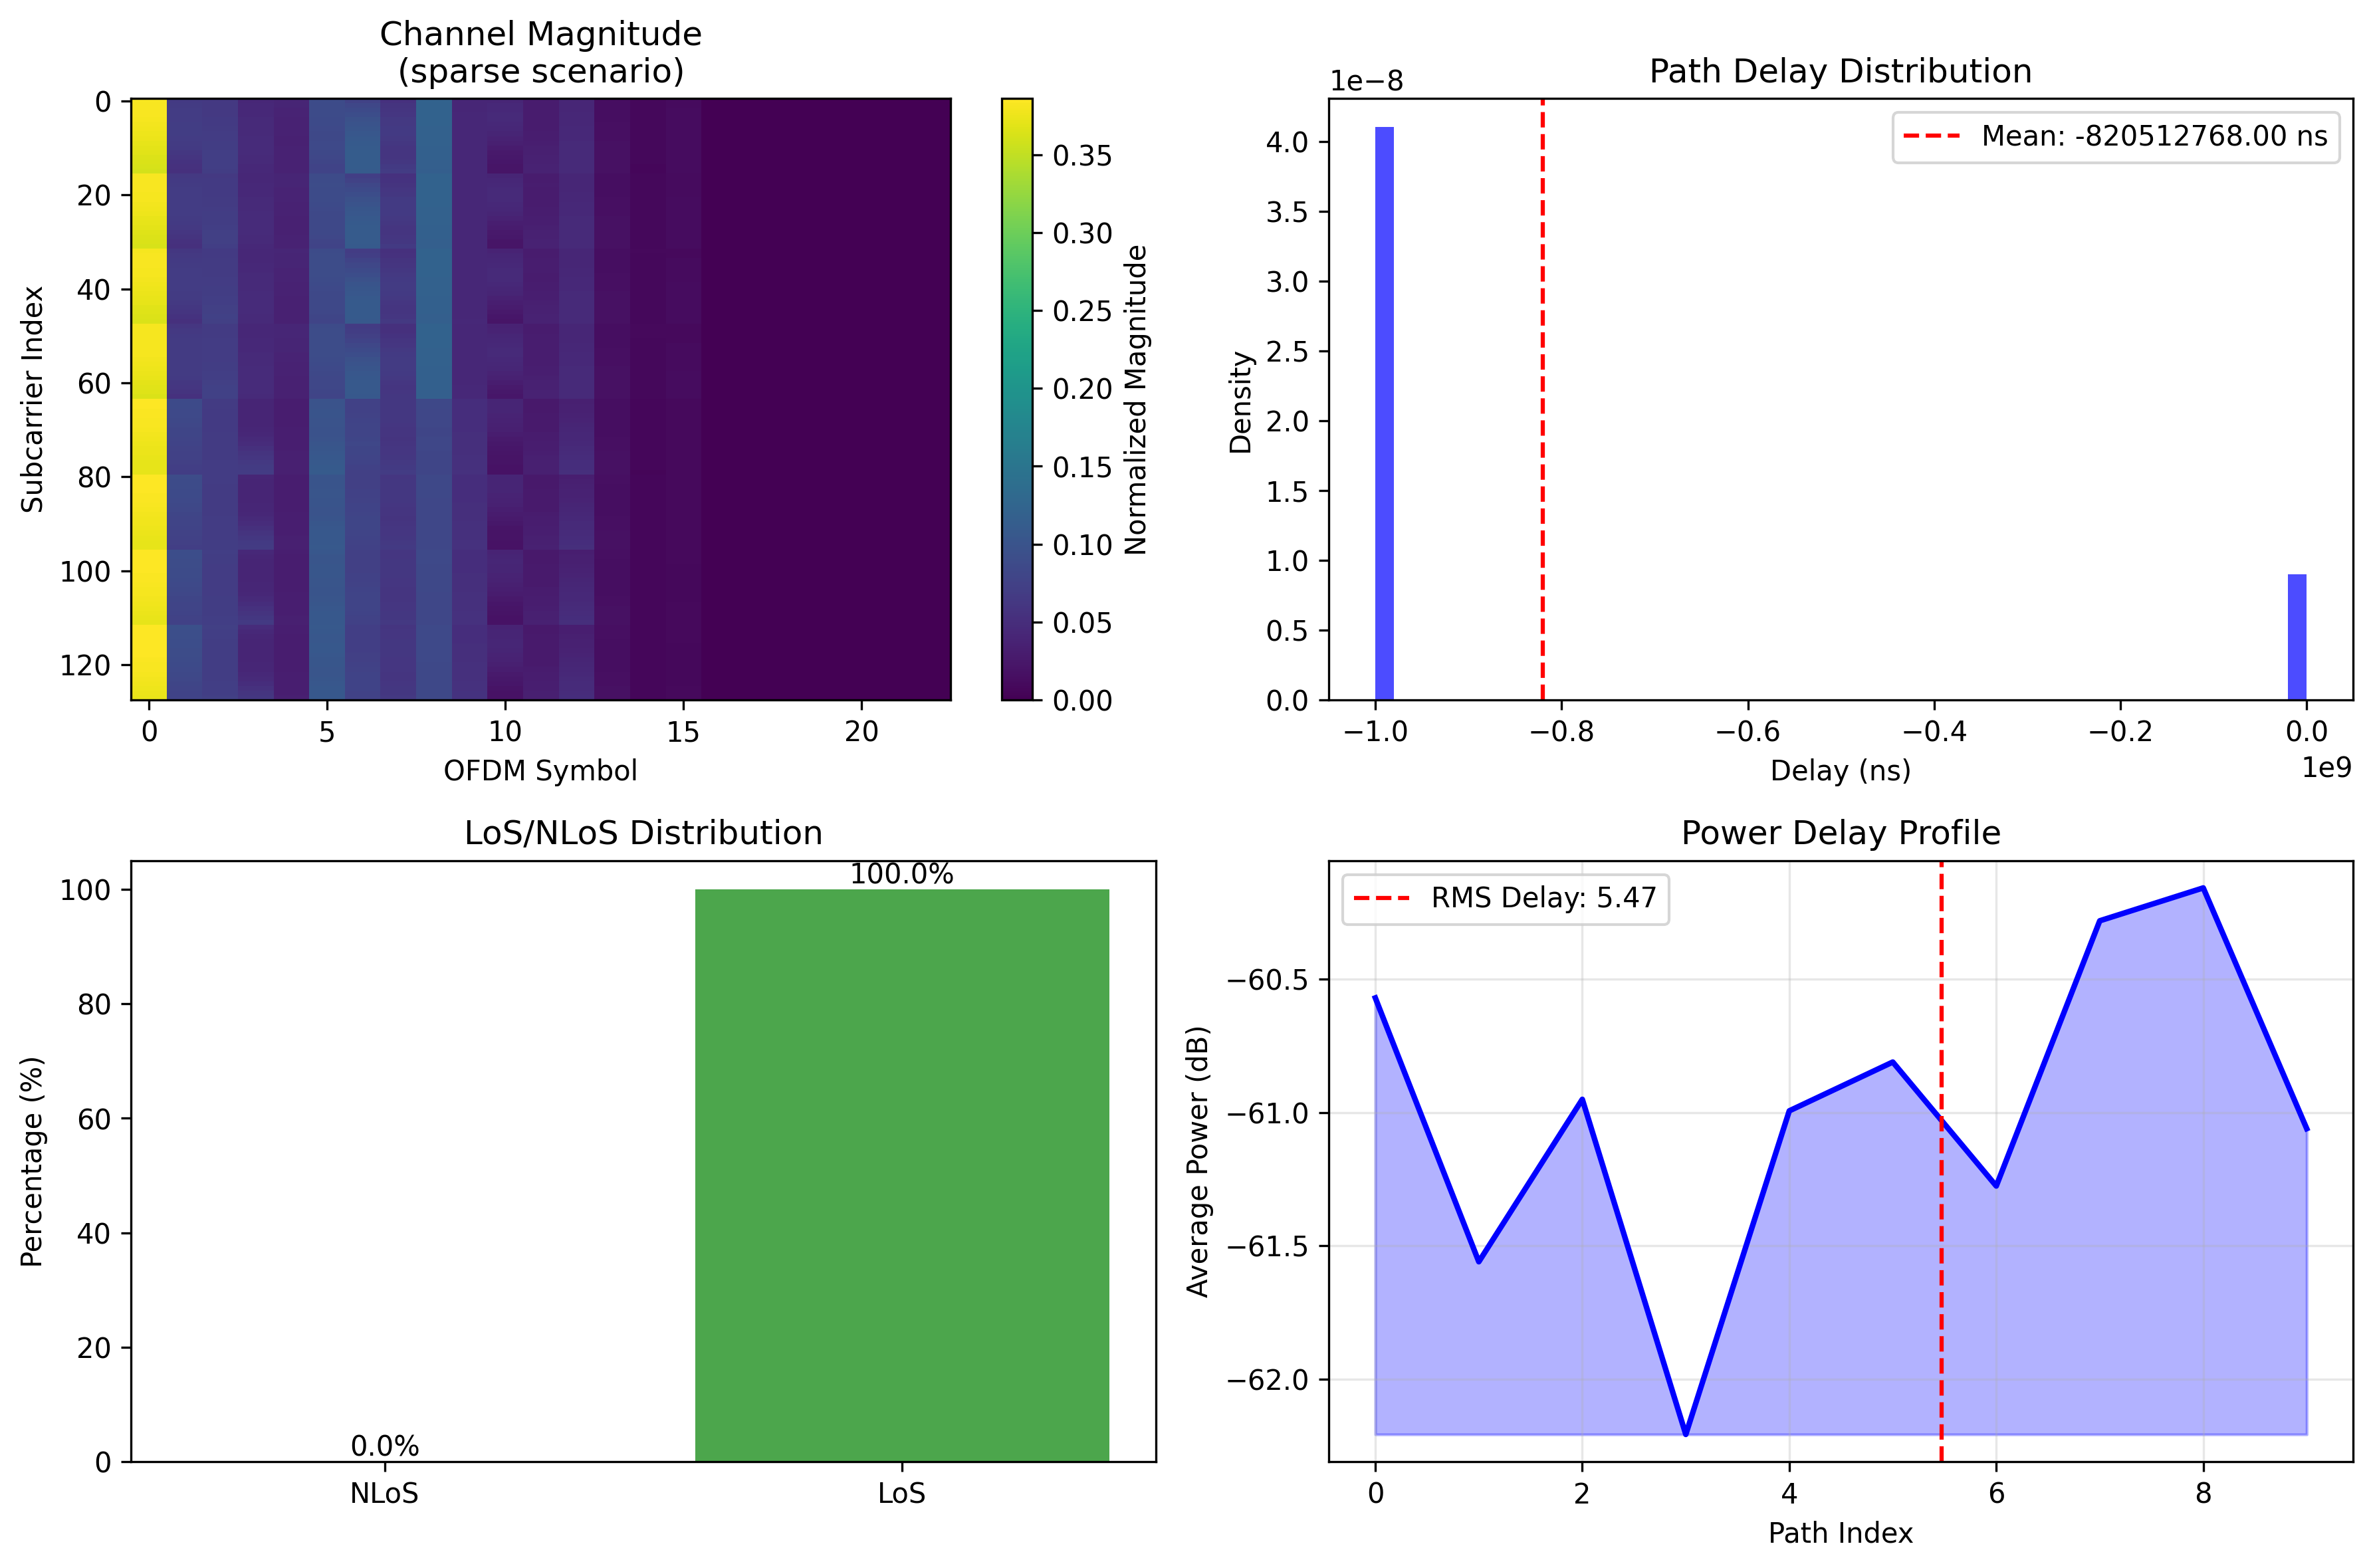 Channel Magnitude
(sparse scenario)
0
20
40
60
80
100
120
Subcarrier Index
0
5
10
15
20
OFDM Symbol
0.35
0.30
0.25
0.20
0.15
0.10
0.05
0.00
Normalized Magnitude
Path Delay Distribution
1e−8
Mean: -820512768.00 ns
4.0
3.5
3.0
2.5
2.0
1.5
1.0
0.5
0.0
Density
−1.0
−0.8
−0.6
−0.4
−0.2
0.0
1e9
Delay (ns)
LoS/NLoS Distribution
100.0%
0.0%
100
80
60
40
20
0
Percentage (%)
NLoS
LoS
Power Delay Profile
RMS Delay: 5.47
−60.5
−61.0
−61.5
−62.0
Average Power (dB)
0
2
4
6
8
Path Index